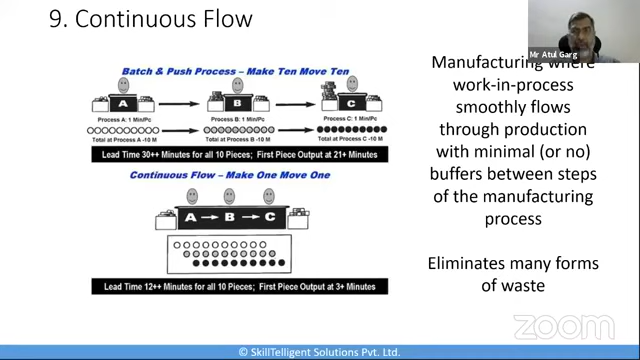 9. Continuous Flow
Mr Atul Garg
Batch & Push Process – Make Ten Move Ten
A
B
C
Process A: 1 Min/Pc
Process B: 1 Min/Pc
Process C: 1 Min/Pc
Total at Process A -10 M
Total at Process B -10 M
Total at Process C -10 M
Lead Time 30++ Minutes for all 10 Pieces; First Piece Output at 21+ Minutes
Continuous Flow – Make One Move One
A B C
Lead Time 12++ Minutes for all 10 Pieces; First Piece Output at 3+ Minutes
Manufacturing where
work-in-process
smoothly flows
through production
with minimal (or no)
buffers between steps
of the manufacturing
process
Eliminates many forms
of waste
zoom
© SkillTelligent Solutions Pvt. Ltd.